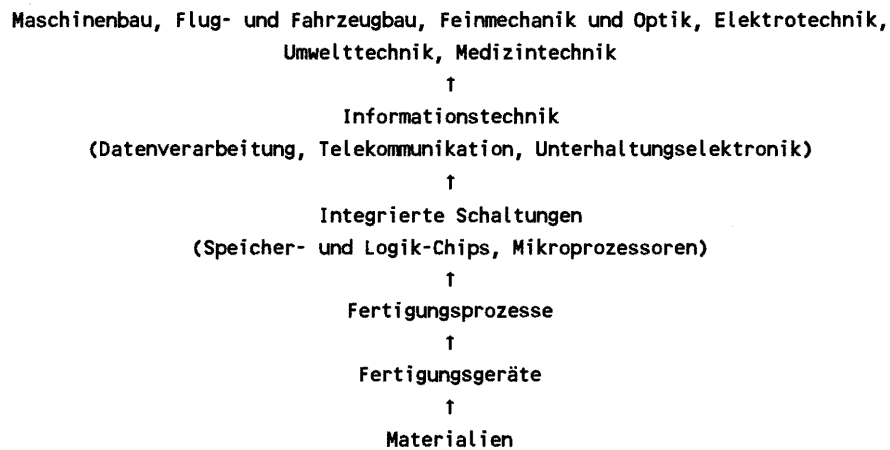 Maschinenbau, Flug- und Fahrzeugbau, Feinmechanik und Optik, Elektrotechnik,
Umwelttechnik, Medizintechnik
↑
Informationstechnik
(Datenverarbeitung, Telekommunikation, Unterhaltungselektronik)
↑
Integrierte Schaltungen
(Speicher- und Logik-Chips, Mikroprozessoren)
↑
Fertigungsprozesse
↑
Fertigungsgeräte
↑
Materialien